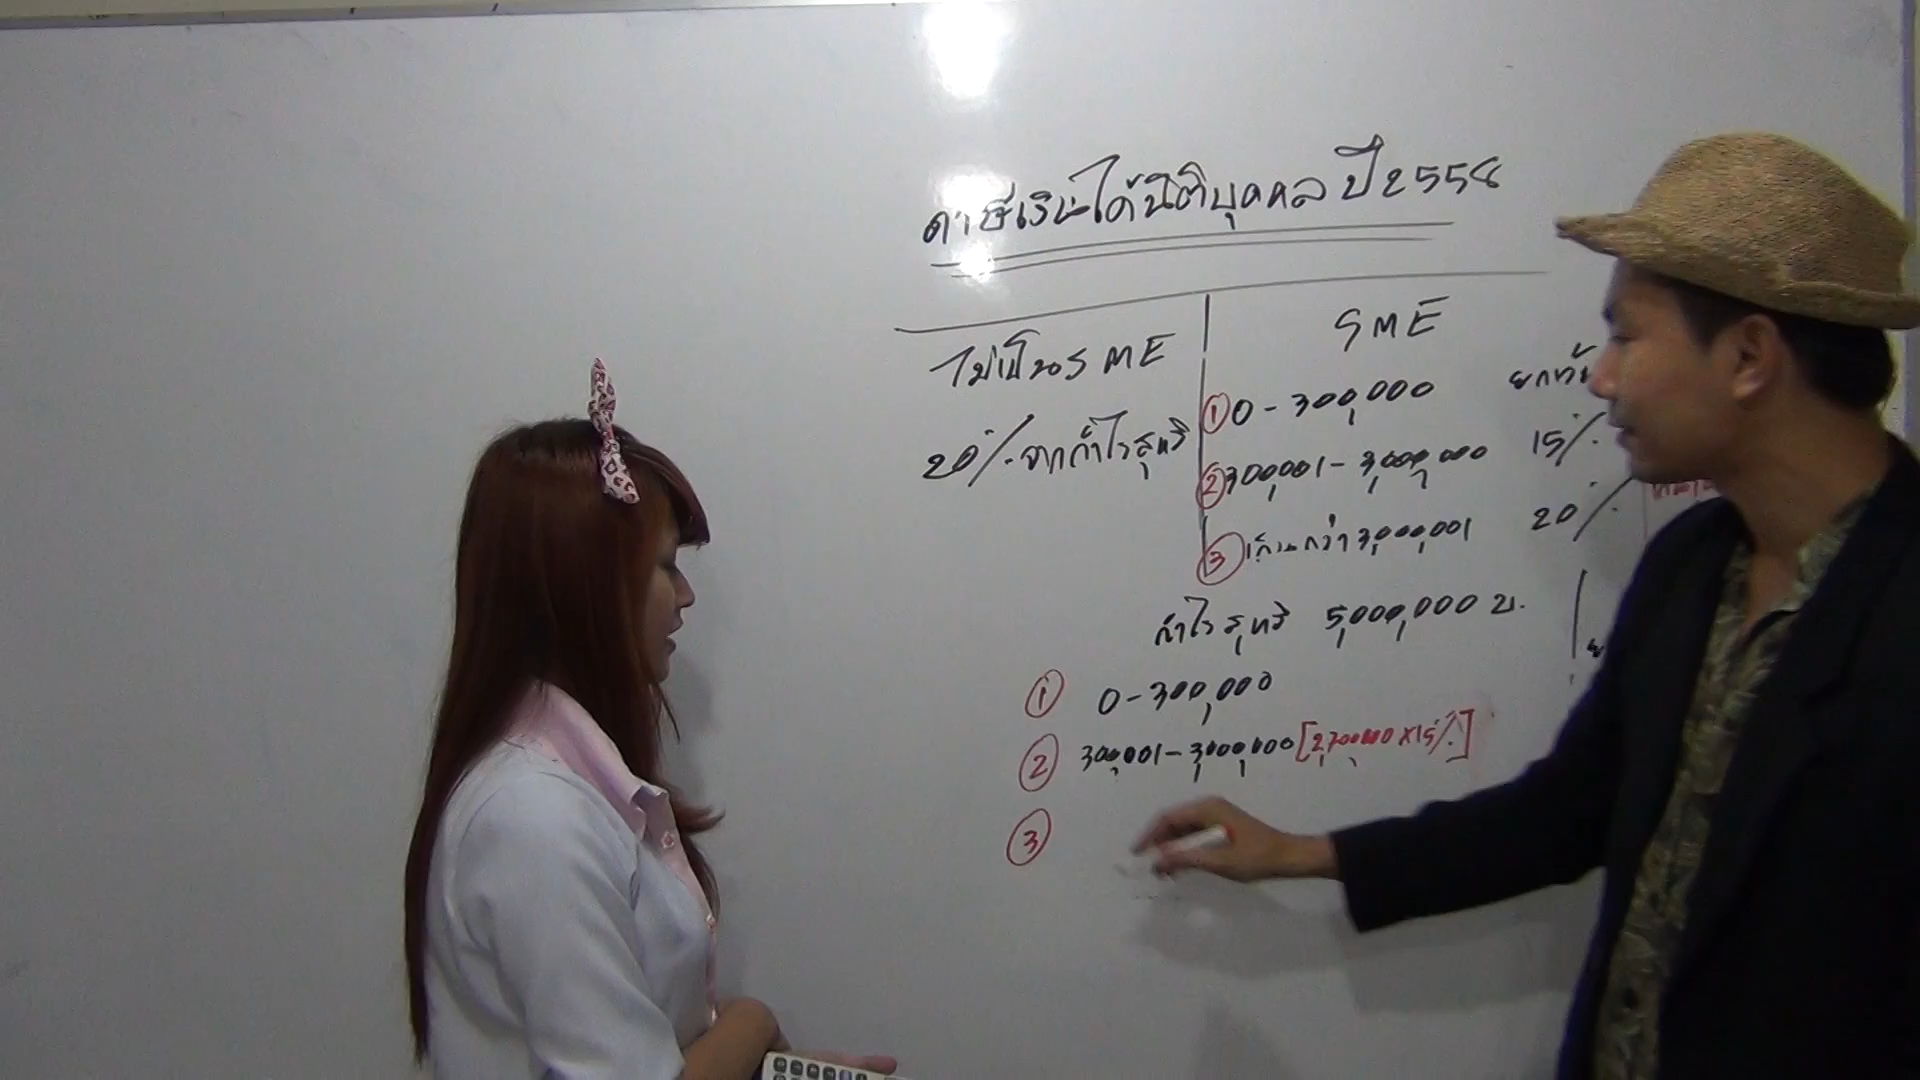 ภาษีเงินได้นิติบุคคล ปี 2558
ไม่เป็น SME
20% จากกำไรสุทธิ
SME
① 0 - 300,000
② 300,001 - 3,000,000 15%
③ เกินกว่า 3,000,001 20%
กำไรสุทธิ 5,000,000 บ.
① 0 - 300,000
② 300,001 - 3,000,000 [2,700,000 x 15%]
③